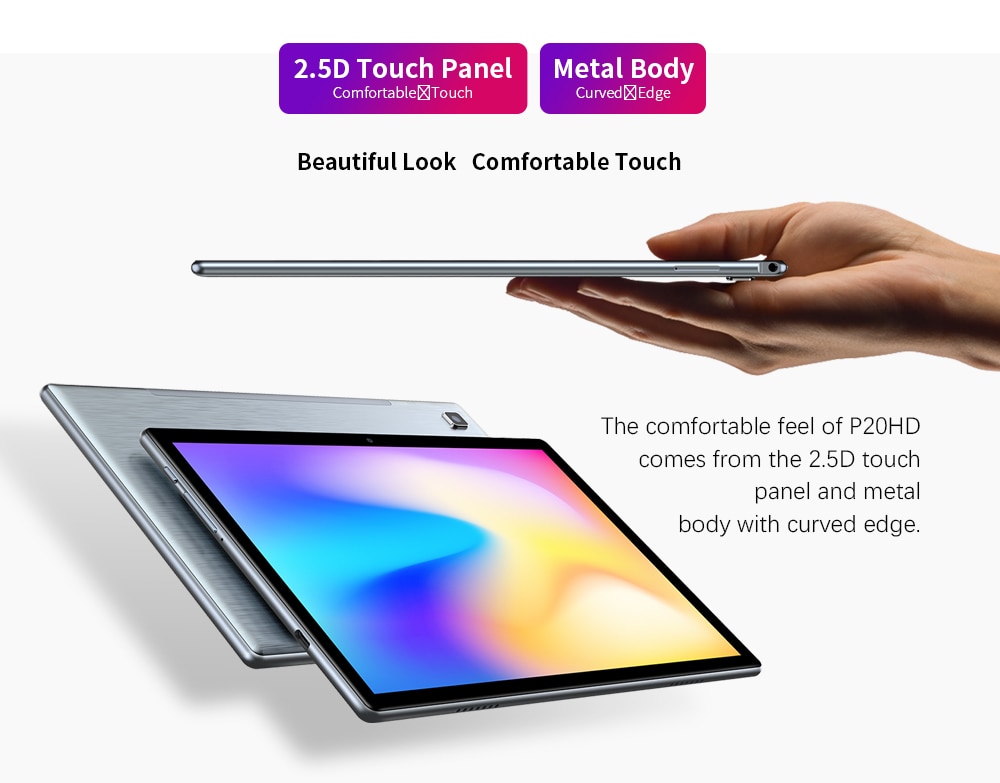 2.5D Touch Panel
Comfortable☒Touch
Metal Body
Curved☒Edge
Beautiful Look Comfortable Touch
The comfortable feel of P20HD
comes from the 2.5D touch
panel and metal
body with curved edge.